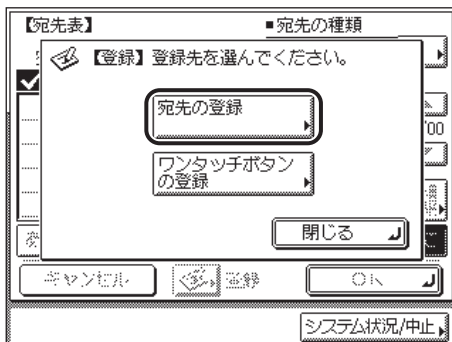 【宛先表】
■宛先の種類
【登録】登録先を選んでください。
宛先の登録
00
ワンタッチボタン
の登録
閉じる
キャンセル
登録
OK
システム状況/中止